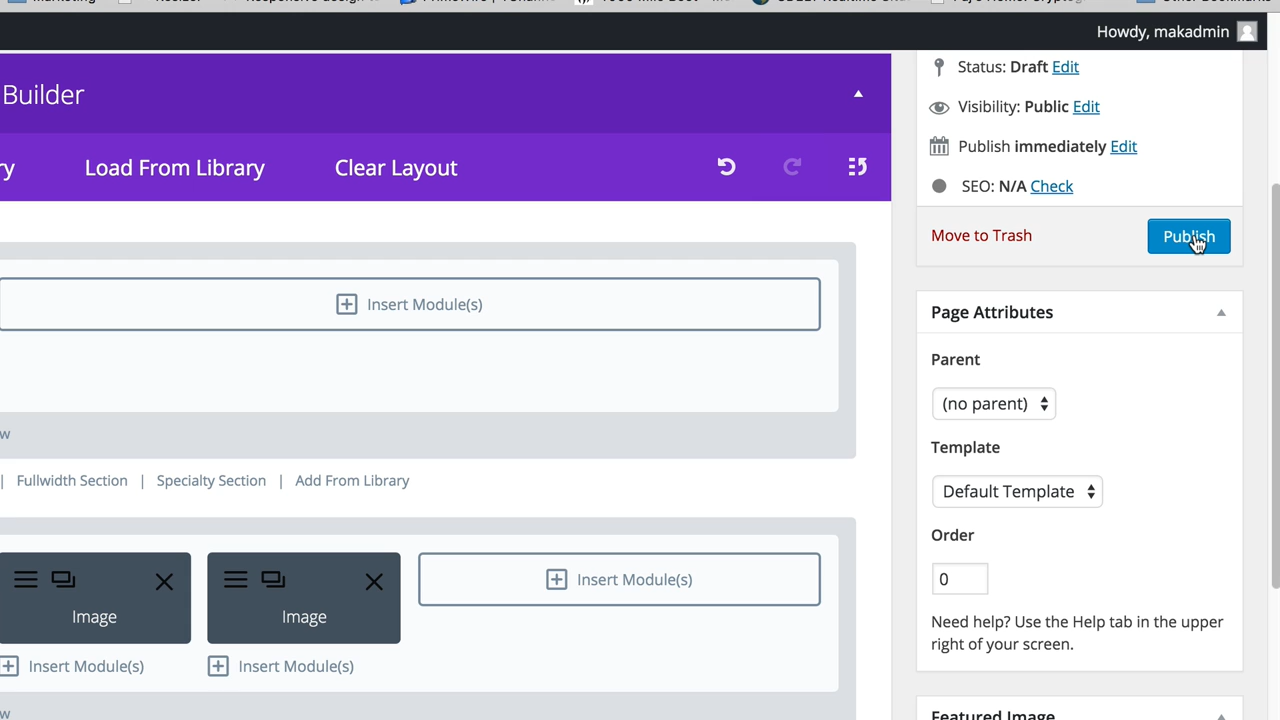 Howdy, makadmin
Status: Draft Edit
Builder
Visibility: Public Edit
Publish immediately Edit
ry Load From Library Clear Layout
SEO: N/A Check
Move to Trash Publish
Insert Module(s)
Page Attributes
Parent
(no parent)
w
Template
| Fullwidth Section | Specialty Section | Add From Library
Default Template
Order
Insert Module(s)
0
Image Image
Need help? Use the Help tab in the upper
right of your screen.
Insert Module(s) Insert Module(s)
w
Featured Image